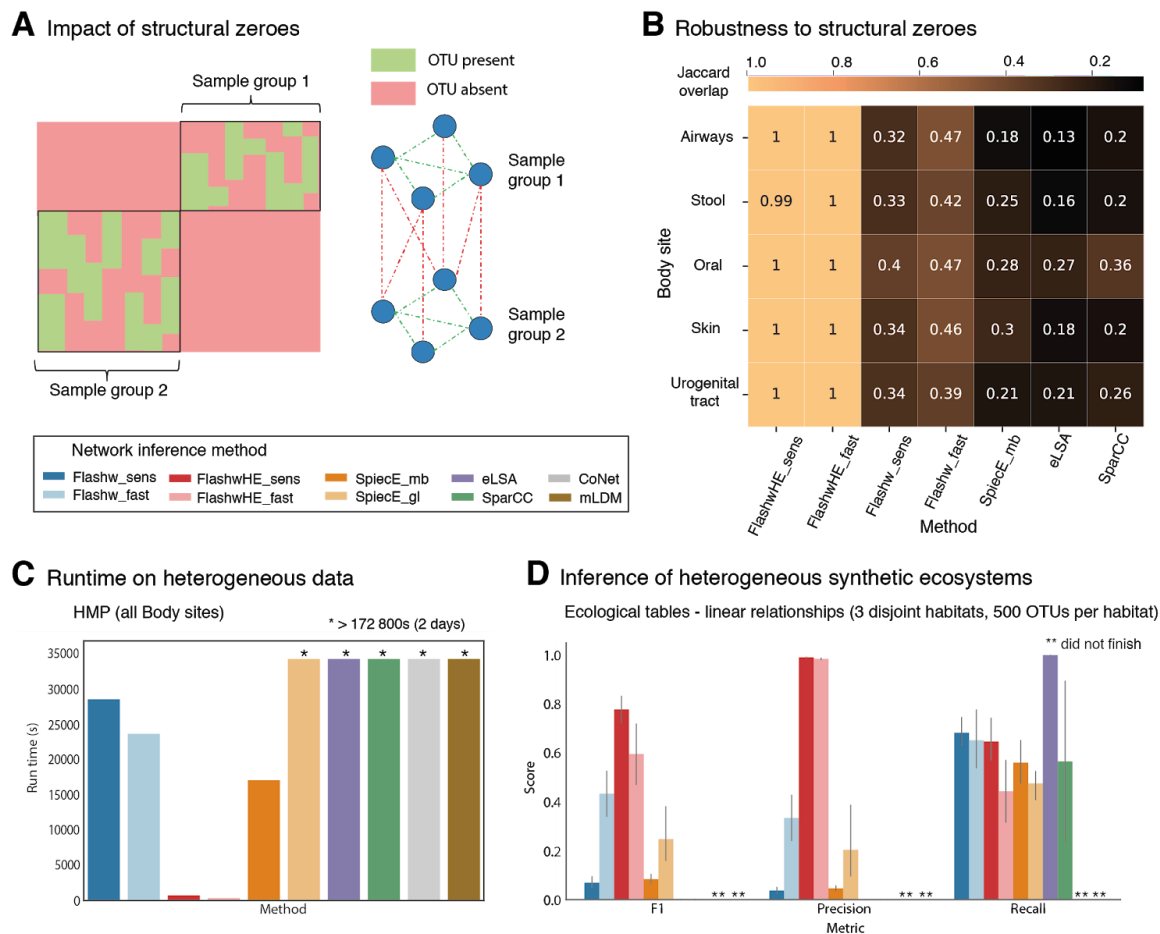 A Impact of structural zeroes
Sample group 1
OTU present
OTU absent
Sample
group 1
Sample
group 2
Sample group 2
Network inference method
Flashw_sens
Flashw_fast
FlashwHE_sens
FlashwHE_fast
SpiecE_mb
SpiecE_gl
eLSA
SparCC
CoNet
mLDM
B Robustness to structural zeroes
Jaccard
overlap
1.0 0.8 0.6 0.4 0.2
Body site
Airways 1 1 0.32 0.47 0.18 0.13 0.2
Stool 0.99 1 0.33 0.42 0.25 0.16 0.2
Oral 1 1 0.4 0.47 0.28 0.27 0.36
Skin 1 1 0.34 0.46 0.3 0.18 0.2
Urogenital
tract
1 1 0.34 0.39 0.21 0.21 0.26
FlashwHE_sens
FlashwHE_fast
Flashw_sens
Flashw_fast
SpiecE_mb
eLSA
SparCC
Method
C Runtime on heterogeneous data
HMP (all Body sites)
* > 172 800s (2 days)
Run time (s)
35000
30000
25000
20000
15000
10000
5000
0
* * * * *
Method
D Inference of heterogeneous synthetic ecosystems
Ecological tables - linear relationships (3 disjoint habitats, 500 OTUs per habitat)
** did not finish
Score
1.0
0.8
0.6
0.4
0.2
0.0
** ** ** ** ** **
F1 Precision Recall
Metric